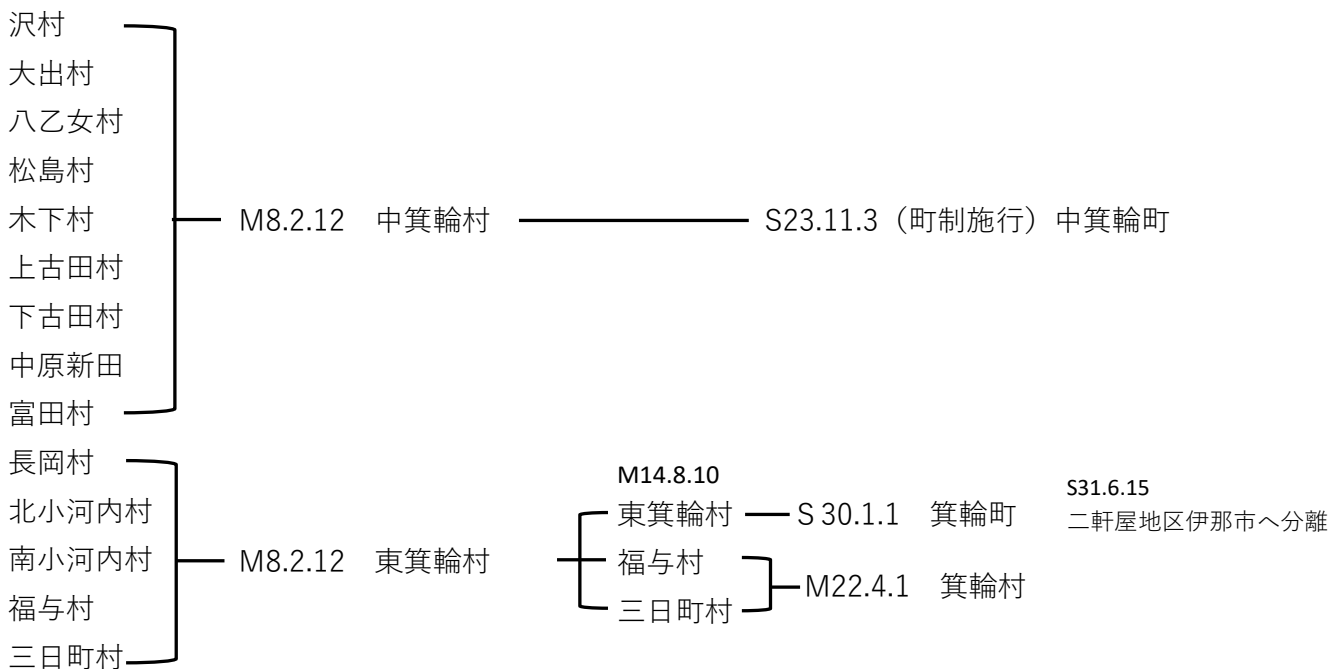 沢村
大出村
八乙女村
松島村
木下村
上古田村
下古田村
中原新田
富田村
M8.2.12 中箕輪村
S23.11.3（町制施行）中箕輪町
長岡村
北小河内村
南小河内村
福与村
三日町村
M8.2.12 東箕輪村
M14.8.10
東箕輪村
福与村
三日町村
S 30.1.1 箕輪町
M22.4.1 箕輪村
S31.6.15
二軒屋地区伊那市へ分離